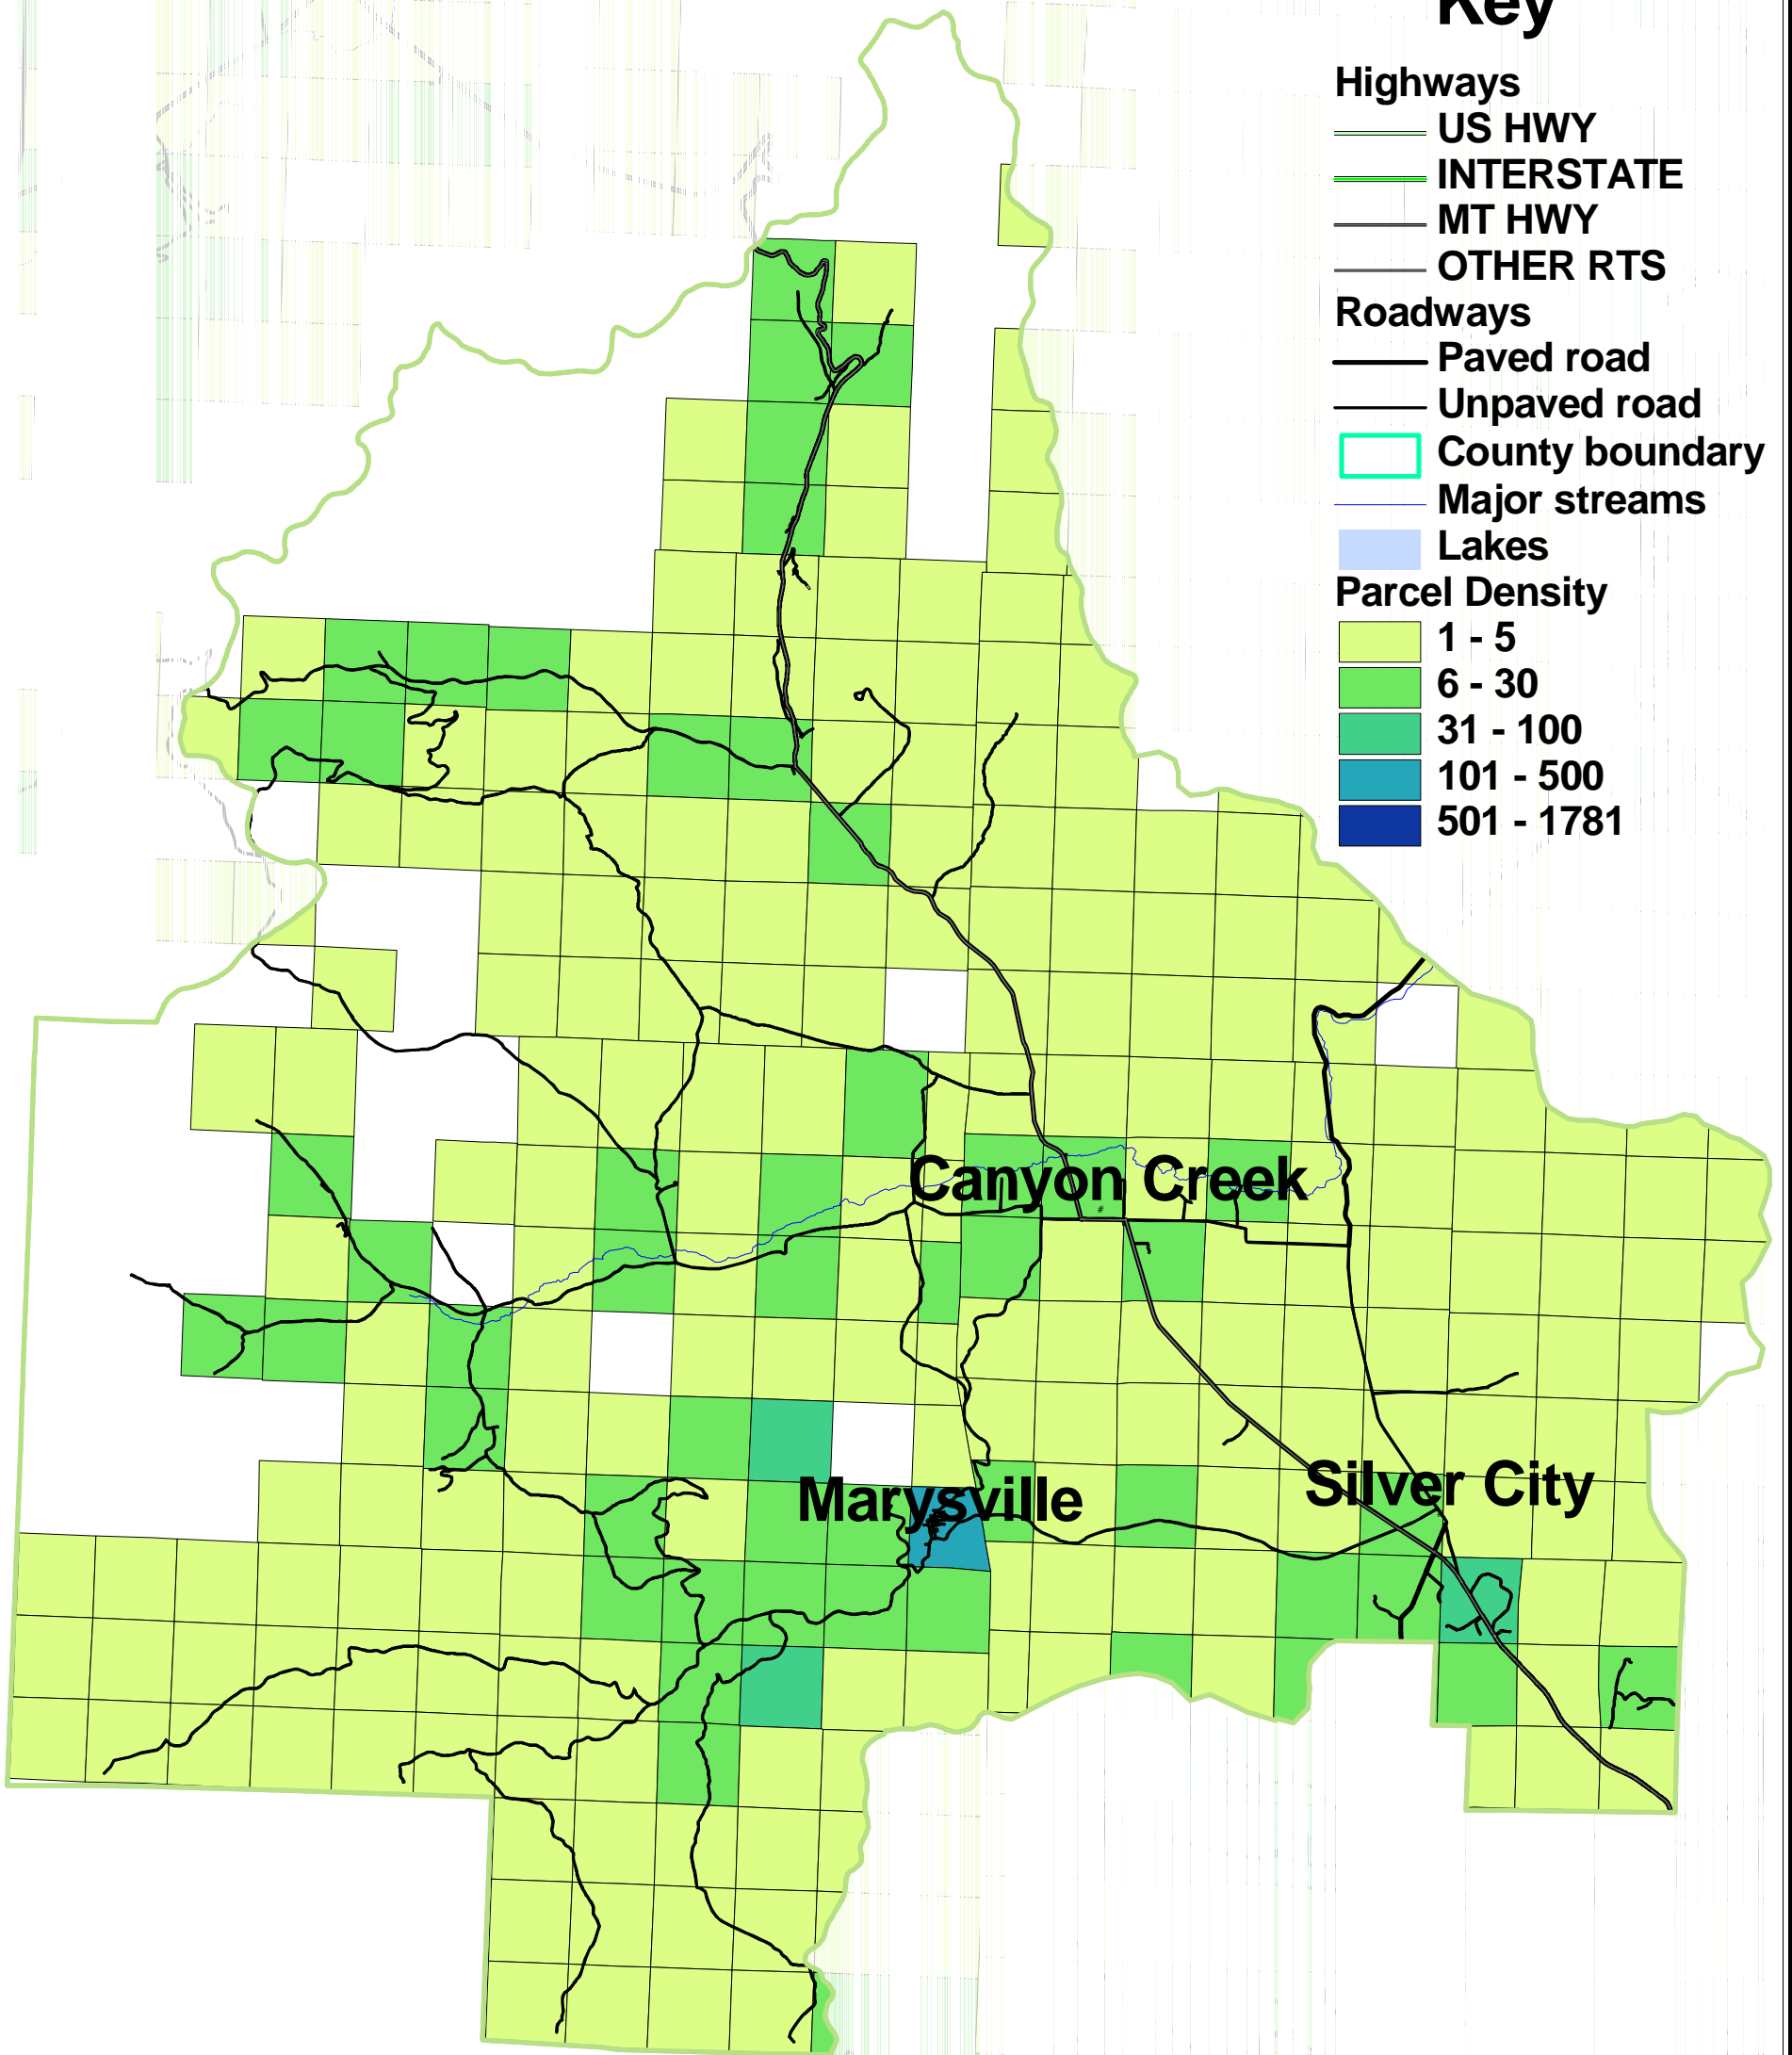 Key
Highways
US HWY
INTERSTATE
MT HWY
OTHER RTS
Roadways
Paved road
Unpaved road
County boundary
Major streams
Lakes
Parcel Density
1 - 5
6 - 30
31 - 100
101 - 500
501 - 1781
Canyon Creek
#
Silver City
Marysville